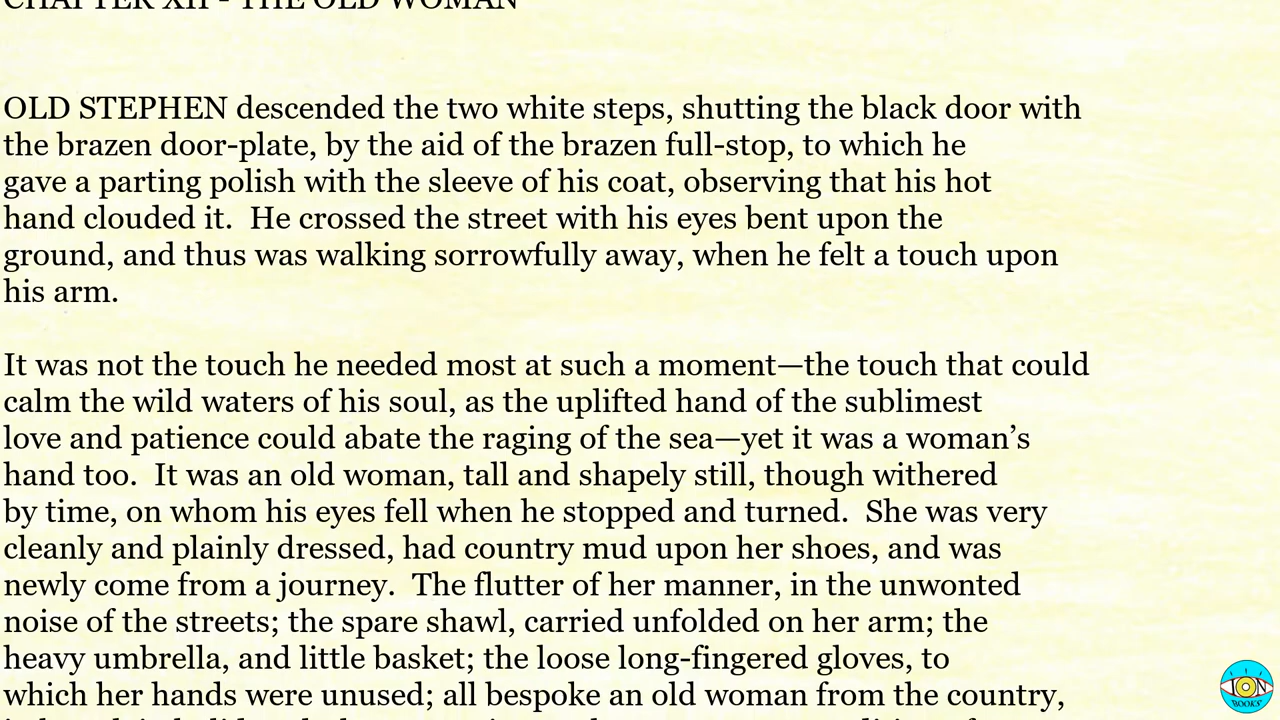 CHAPTER XII - THE OLD WOMAN
OLD STEPHEN descended the two white steps, shutting the black door with
the brazen door-plate, by the aid of the brazen full-stop, to which he
gave a parting polish with the sleeve of his coat, observing that his hot
hand clouded it.  He crossed the street with his eyes bent upon the
ground, and thus was walking sorrowfully away, when he felt a touch upon
his arm.
It was not the touch he needed most at such a moment—the touch that could
calm the wild waters of his soul, as the uplifted hand of the sublimest
love and patience could abate the raging of the sea—yet it was a woman’s
hand too.  It was an old woman, tall and shapely still, though withered
by time, on whom his eyes fell when he stopped and turned.  She was very
cleanly and plainly dressed, had country mud upon her shoes, and was
newly come from a journey.  The flutter of her manner, in the unwonted
noise of the streets; the spare shawl, carried unfolded on her arm; the
heavy umbrella, and little basket; the loose long-fingered gloves, to
which her hands were unused; all bespoke an old woman from the country,
ION
BOOKS